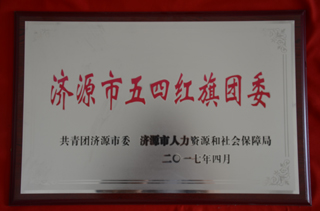 济源市五四红旗团委
共青团济源市委 济源市人力资源和社会保障局
二〇一七年四月